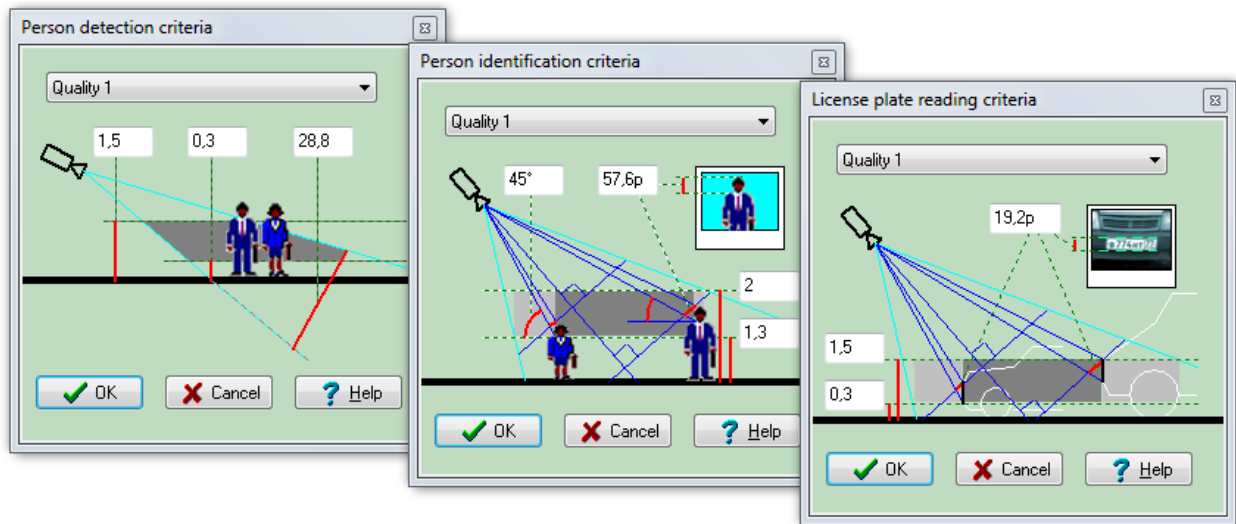 Person detection criteria
Quality 1
1,5
0,3
28,8
OK
Cancel
Help
Person identification criteria
Quality 1
45°
57,6p
2
1,3
OK
Cancel
Help
License plate reading criteria
Quality 1
19,2p
1,5
0,3
OK
Cancel
Help